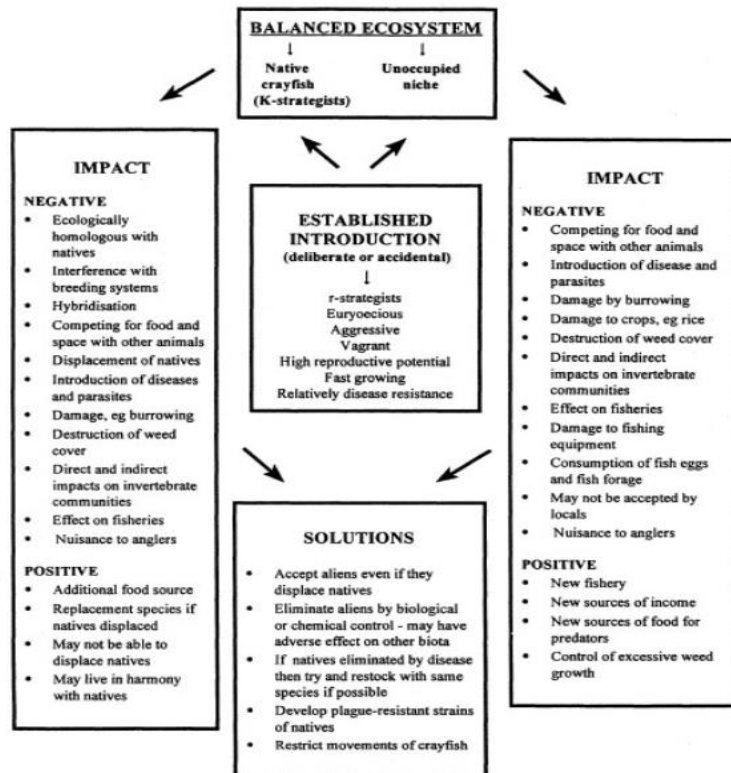 BALANCED ECOSYSTEM
↓ ↓
Native Unoccupied
crayfish niche
(K-strategists)
IMPACT
NEGATIVE
• Ecologically
homologous with
natives
• Interference with
breeding systems
• Hybridisation
• Competing for food and
space with other animals
• Displacement of natives
• Introduction of diseases
and parasites
• Damage, eg burrowing
• Destruction of weed
cover
• Direct and indirect
impacts on invertebrate
communities
• Effect on fisheries
• Nuisance to anglers
POSITIVE
• Additional food source
• Replacement species if
natives displaced
• May not be able to
displace natives
• May live in harmony
with natives
ESTABLISHED
INTRODUCTION
(deliberate or accidental)
↓
r-strategists
Euryoecious
Aggressive
Vagrant
High reproductive potential
Fast growing
Relatively disease resistance
IMPACT
NEGATIVE
• Competing for food and
space with other animals
• Introduction of disease and
parasites
• Damage by burrowing
• Damage to crops, eg rice
• Destruction of weed cover
• Direct and indirect
impacts on invertebrate
communities
• Effect on fisheries
• Damage to fishing
equipment
• Consumption of fish eggs
and fish forage
• May not be accepted by
locals
• Nuisance to anglers
POSITIVE
• New fishery
• New sources of income
• New sources of food for
predators
• Control of excessive weed
growth
SOLUTIONS
• Accept aliens even if they
displace natives
• Eliminate aliens by biological
or chemical control - may have
adverse effect on other biota
• If natives eliminated by disease
then try and restock with same
species if possible
• Develop plague-resistant strains
of natives
• Restrict movements of crayfish